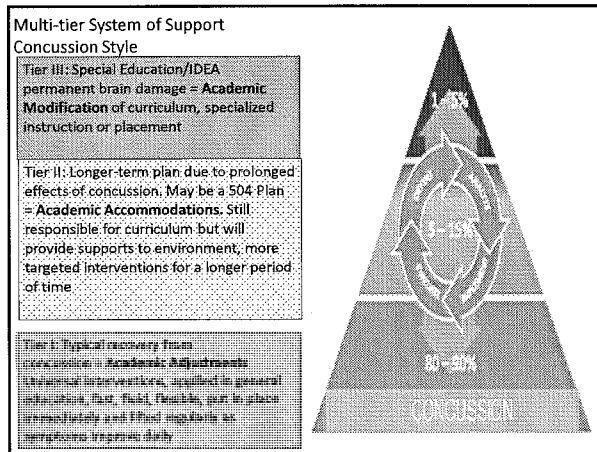 Multi-tier System of Support
Concussion Style
Tier III: Special Education/IDEA
permanent brain damage = Academic
Modification of curriculum, specialized
instruction or placement
Tier II: Longer-term plan due to prolonged
effects of concussion. May be a 504 Plan
= Academic Accommodations. Still
responsible for curriculum but will
provide supports to environment, more
targeted interventions for a longer period
of time
Tier I: Typical recovery from
concussion = Academic Adjustments
Universal interventions, applied in general
education, fast, fluid, flexible, put in place
immediately and lifted regularly as
symptoms improve daily
1-5%
5-15%
80-90%
CONCUSSION